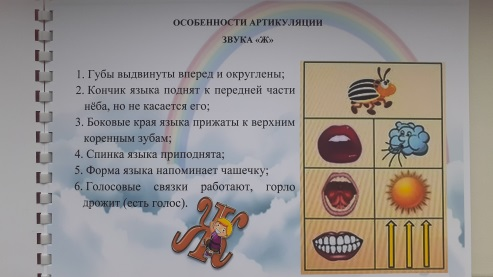 ОСОБЕННОСТИ АРТИКУЛЯЦИИ
ЗВУКА «Ж»
1. Губы выдвинуты вперед и округлены;
2. Кончик языка поднят к передней части
нёба, но не касается его;
3. Боковые края языка прижаты к верхним
коренным зубам;
4. Спинка языка приподнята;
5. Форма языка напоминает чашечку;
6. Голосовые связки работают, горло
дрожит (есть голос).
Ж